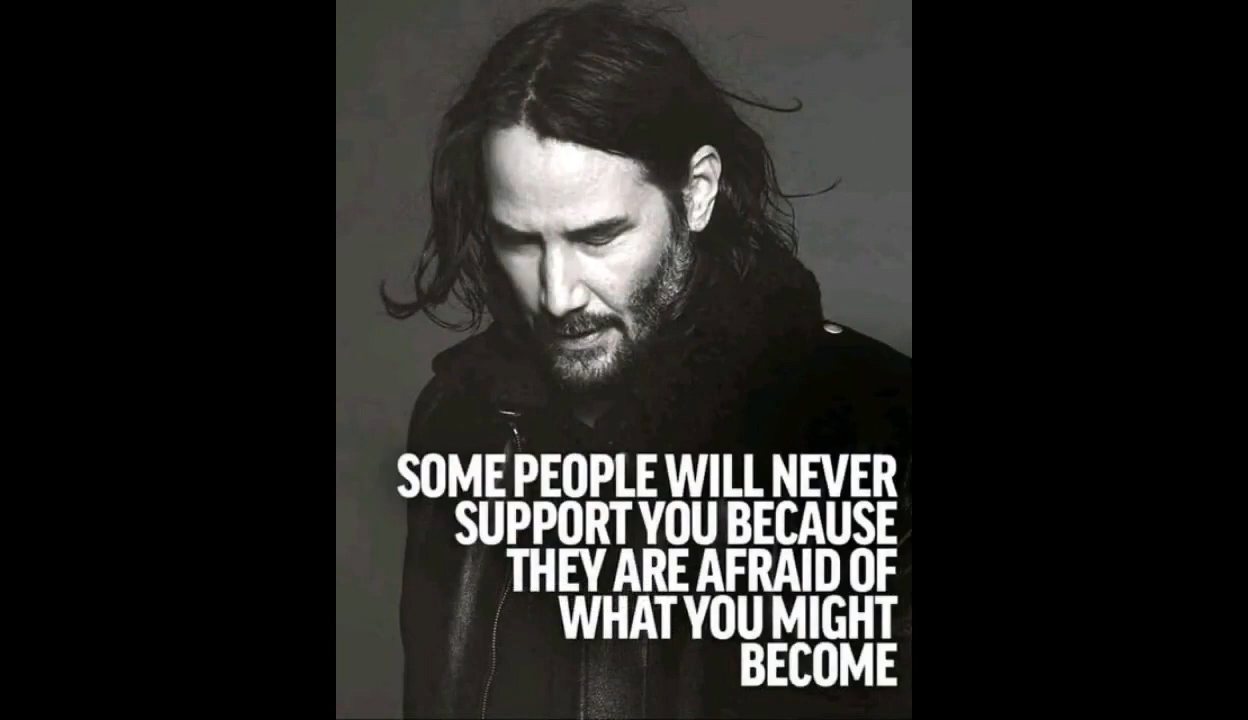 SOME PEOPLE WILL NEVER
SUPPORT YOU BECAUSE
THEY ARE AFRAID OF
WHAT YOU MIGHT
BECOME